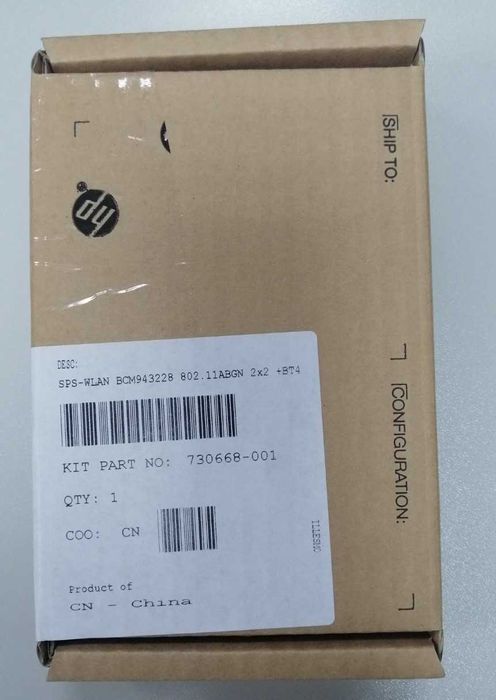 SHIP TO:
hp
CONFIGURATION:
DESC:
SPS-WLAN BCM943228 802.11ABGN 2x2 +BT4
KIT PART NO: 730668-001
QTY: 1
COO: CN
Product of
CN - China